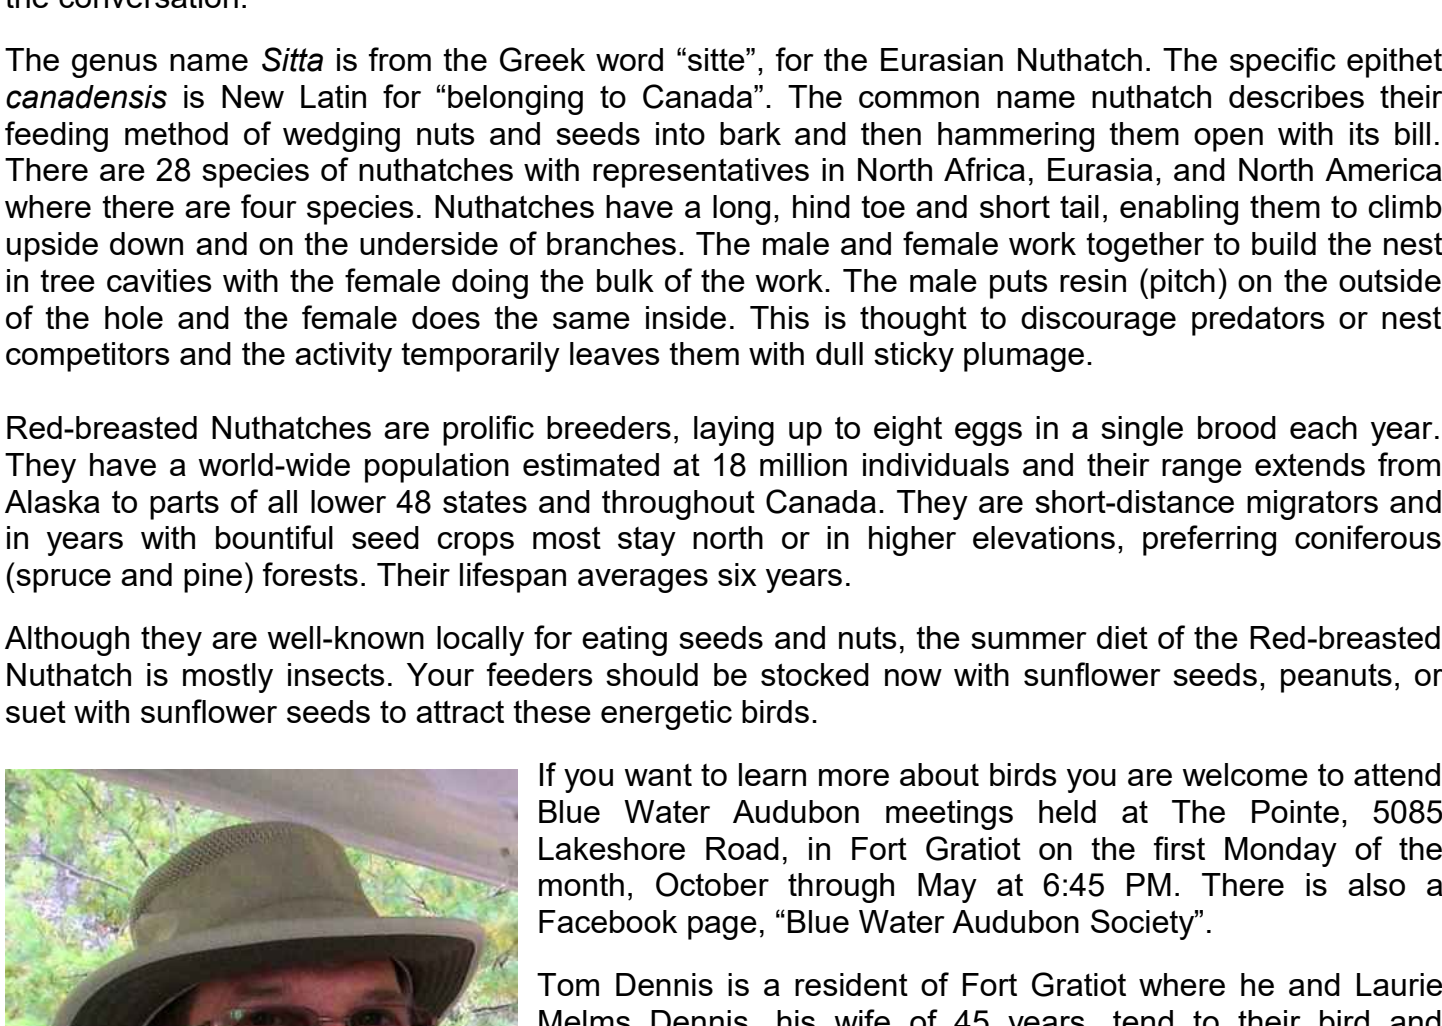 the conversation.
The genus name Sitta is from the Greek word “sitte”, for the Eurasian Nuthatch. The specific epithet
canadensis is New Latin for “belonging to Canada”. The common name nuthatch describes their
feeding method of wedging nuts and seeds into bark and then hammering them open with its bill.
There are 28 species of nuthatches with representatives in North Africa, Eurasia, and North America
where there are four species. Nuthatches have a long, hind toe and short tail, enabling them to climb
upside down and on the underside of branches. The male and female work together to build the nest
in tree cavities with the female doing the bulk of the work. The male puts resin (pitch) on the outside
of the hole and the female does the same inside. This is thought to discourage predators or nest
competitors and the activity temporarily leaves them with dull sticky plumage.
Red-breasted Nuthatches are prolific breeders, laying up to eight eggs in a single brood each year.
They have a world-wide population estimated at 18 million individuals and their range extends from
Alaska to parts of all lower 48 states and throughout Canada. They are short-distance migrators and
in years with bountiful seed crops most stay north or in higher elevations, preferring coniferous
(spruce and pine) forests. Their lifespan averages six years.
Although they are well-known locally for eating seeds and nuts, the summer diet of the Red-breasted
Nuthatch is mostly insects. Your feeders should be stocked now with sunflower seeds, peanuts, or
suet with sunflower seeds to attract these energetic birds.
If you want to learn more about birds you are welcome to attend
Blue Water Audubon meetings held at The Pointe, 5085
Lakeshore Road, in Fort Gratiot on the first Monday of the
month, October through May at 6:45 PM. There is also a
Facebook page, “Blue Water Audubon Society”.
Tom Dennis is a resident of Fort Gratiot where he and Laurie
Melms Dennis, his wife of 45 years, tend to their bird and